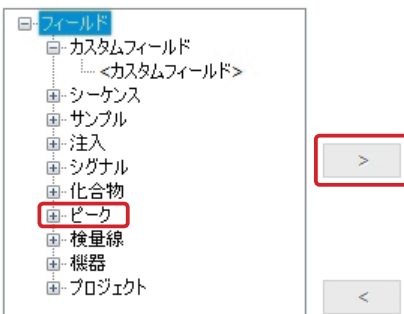 フィールド
カスタムフィールド
<カスタムフィールド>
シーケンス
サンプル
注入
シグナル
>
化合物
ピーク
検量線
機器
プロジェクト
<